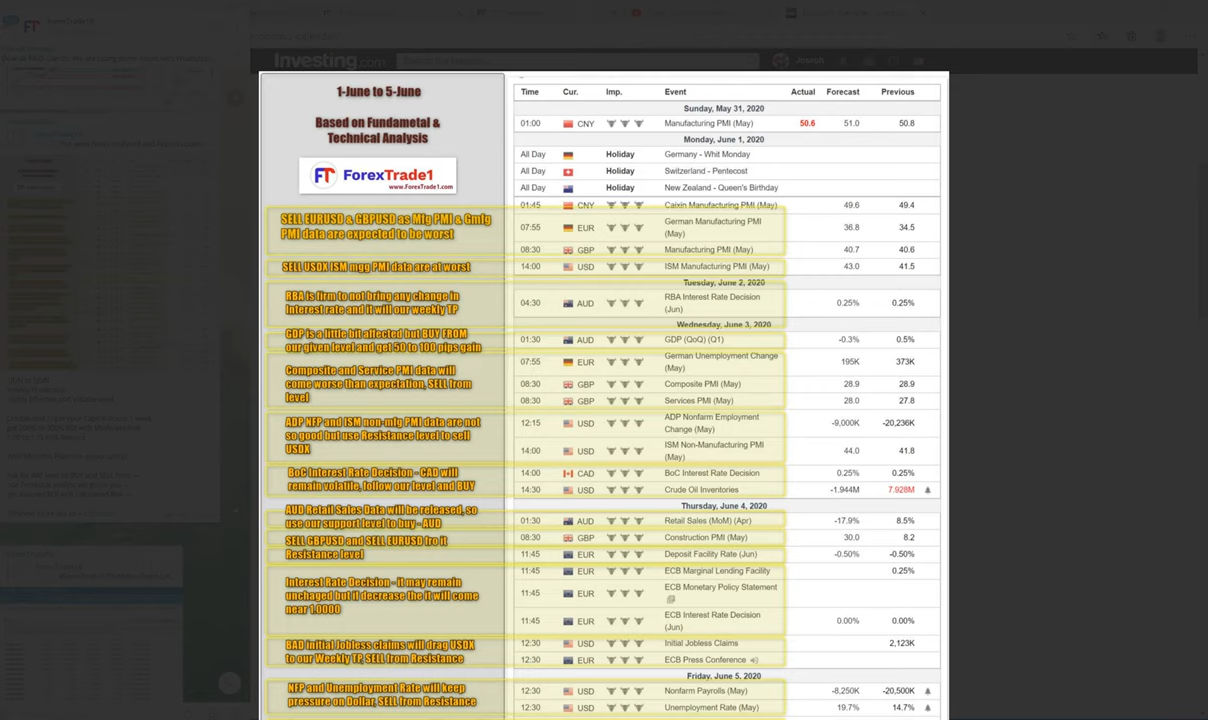 Investing.com
1-June to 5-June
Based on Fundametal &
Technical Analysis
FT ForexTrade1
www.ForexTrade1.com
SELL EURUSD & GBPUSD as Mfg PMI & Gmfg
PMI data are expected to be worst
SELL USDX ISM mgg PMI data are at worst
RBA is firm to not bring any change in
Interest rate and it will our weekly TP
GDP is a little bit affected but BUY FROM
our given level and get 50 to 100 pips gain
Composite and Service PMI data will
come worse than expectation, SELL from
level
ADP NFP and ISM non-mfg PMI data are not
so good but use Resistance level to sell
USDX
BoC Interest Rate Decision - CAD will
remain volatile, follow our level and BUY
AUD Retail Sales Data will be released, so
use our support level to buy - AUD
SELL GBPUSD and SELL EURUSD fro it
Resistance level
Interest Rate Decision - it may remain
unchaged but if decrease the it will come
near 1.0000
BAD initial Jobless claims will drag USDX
to our Weekly TP, SELL from Resistance
NFP and Unemployment Rate will keep
pressure on Dollar, SELL from Resistance
Time Cur. Imp. Event Actual Forecast Previous
Sunday, May 31, 2020
01:00 CNY Manufacturing PMI (May) 50.6 51.0 50.8
Monday, June 1, 2020
All Day Holiday Germany - Whit Monday
All Day Holiday Switzerland - Pentecost
All Day Holiday New Zealand - Queen's Birthday
01:45 CNY Caixin Manufacturing PMI (May) 49.6 49.4
07:55 EUR German Manufacturing PMI
(May) 36.8 34.5
08:30 GBP Manufacturing PMI (May) 40.7 40.6
14:00 USD ISM Manufacturing PMI (May) 43.0 41.5
Tuesday, June 2, 2020
04:30 AUD RBA Interest Rate Decision
(Jun) 0.25% 0.25%
Wednesday, June 3, 2020
01:30 AUD GDP (QoQ) (Q1) -0.3% 0.5%
07:55 EUR German Unemployment Change
(May) 195K 373K
08:30 GBP Composite PMI (May) 28.9 28.9
08:30 GBP Services PMI (May) 28.0 27.8
12:15 USD ADP Nonfarm Employment
Change (May) -9,000K -20,236K
14:00 USD ISM Non-Manufacturing PMI
(May) 44.0 41.8
14:00 CAD BoC Interest Rate Decision 0.25% 0.25%
14:30 USD Crude Oil Inventories -1.944M 7.928M
Thursday, June 4, 2020
01:30 AUD Retail Sales (MoM) (Apr) -17.9% 8.5%
08:30 GBP Construction PMI (May) 30.0 8.2
11:45 EUR Deposit Facility Rate (Jun) -0.50% -0.50%
11:45 EUR ECB Marginal Lending Facility 0.25%
11:45 EUR ECB Monetary Policy Statement
11:45 EUR ECB Interest Rate Decision
(Jun) 0.00% 0.00%
12:30 USD Initial Jobless Claims 2,123K
12:30 EUR ECB Press Conference
Friday, June 5, 2020
12:30 USD Nonfarm Payrolls (May) -8,250K -20,500K
12:30 USD Unemployment Rate (May) 19.7% 14.7%